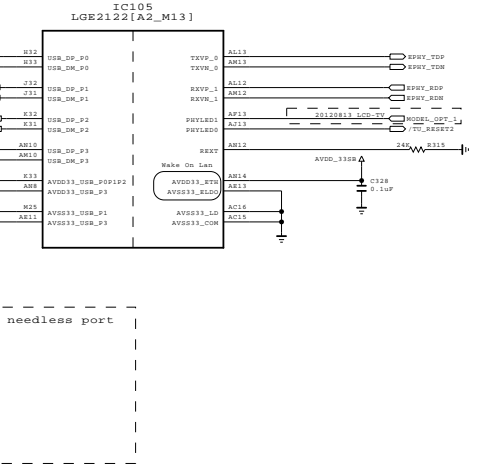 IC105
LGE2122[A2_M13]
H32 USB_DP_P0 TXVP_0 AL13 EPHY_TDP
H33 USB_DM_P0 TXVN_0 AM13 EPHY_TDN
J32 USB_DP_P1 RXVP_1 AL12 EPHY_RDP
J31 USB_DM_P1 RXVN_1 AM12 EPHY_RDN
K32 USB_DP_P2 PHYLED1 AF13 20120813 LCD-TV MODEL_OPT_1
K31 USB_DM_P2 PHYLED0 AJ13 /TU_RESET2
AN10 USB_DP_P3 REXT AN12 24K R315
AM10 USB_DM_P3
Wake On Lan AVDD_33SB
K33 AVDD33_USB_P0P1P2 AVDD33_ETH AN14 C328
AN8 AVDD33_USB_P3 AVSS33_ELDO AE13 0.1uF
M25 AVSS33_USB_P1 AVSS33_LD AC16
AE11 AVSS33_USB_P3 AVSS33_COM AC15
needless port